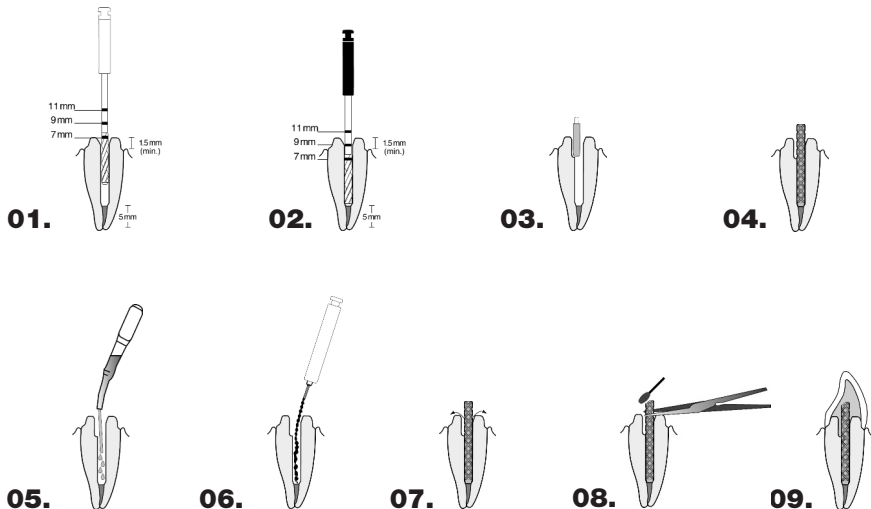 11 mm
9 mm
7 mm
1.5 mm
(min.)
5 mm
01.
11 mm
9 mm
7 mm
1.5 mm
(min.)
5 mm
02.
03.
04.
05.
06.
07.
08.
09.